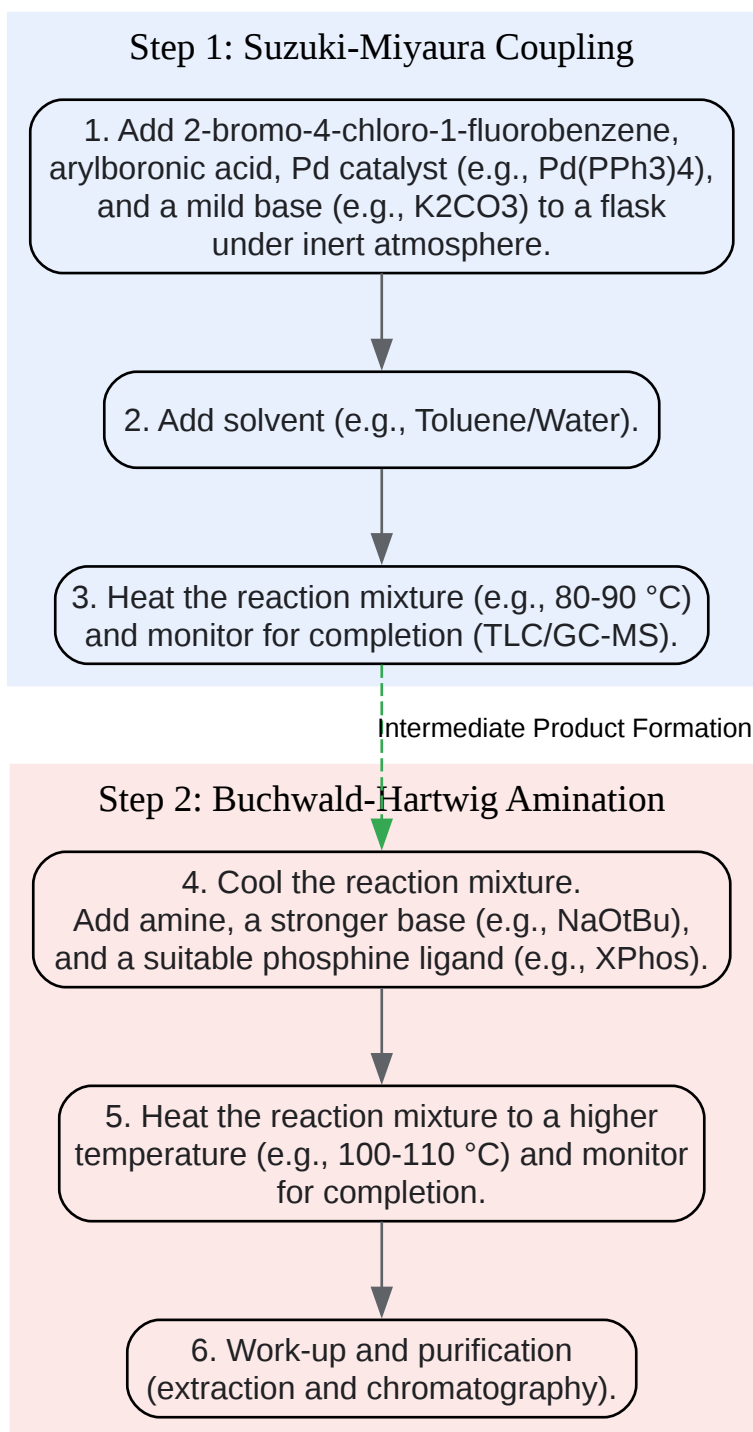 Step 1: Suzuki-Miyaura Coupling
1. Add 2-bromo-4-chloro-1-fluorobenzene,
arylboronic acid, Pd catalyst (e.g., Pd(PPh3)4),
and a mild base (e.g., K2CO3) to a flask
under inert atmosphere.
2. Add solvent (e.g., Toluene/Water).
3. Heat the reaction mixture (e.g., 80-90 °C)
and monitor for completion (TLC/GC-MS).
Intermediate Product Formation
Step 2: Buchwald-Hartwig Amination
4. Cool the reaction mixture.
Add amine, a stronger base (e.g., NaOtBu),
and a suitable phosphine ligand (e.g., XPhos).
5. Heat the reaction mixture to a higher
temperature (e.g., 100-110 °C) and monitor
for completion.
6. Work-up and purification
(extraction and chromatography).